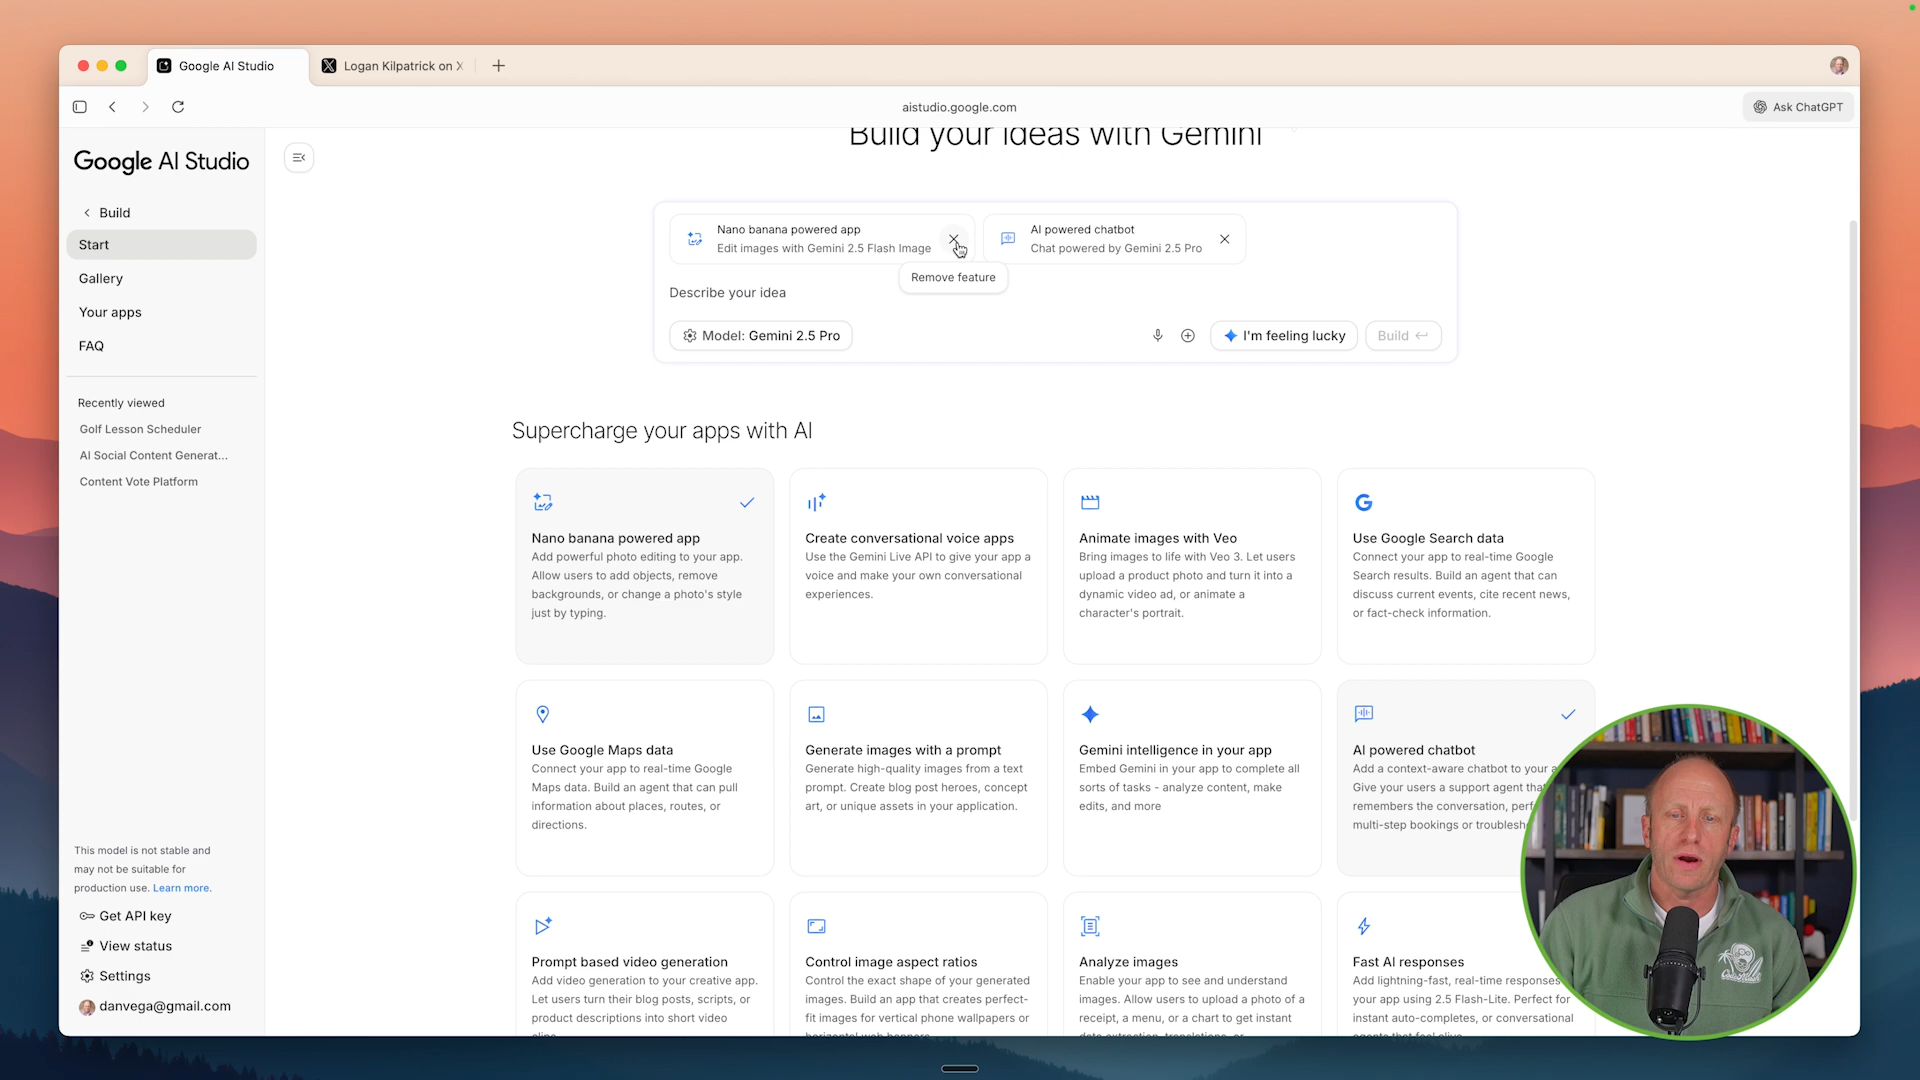 Google AI Studio
Logan Kilpatrick on X
aistudio.google.com
Ask ChatGPT
Google AI Studio
Build
Start
Gallery
Your apps
FAQ
Recently viewed
Golf Lesson Scheduler
AI Social Content Generat...
Content Vote Platform
This model is not stable and
may not be suitable for
production use. Learn more.
Get API key
View status
Settings
danvega@gmail.com
Build your ideas with Gemini
Nano banana powered app
Edit images with Gemini 2.5 Flash Image
AI powered chatbot
Chat powered by Gemini 2.5 Pro
Remove feature
Describe your idea
Model: Gemini 2.5 Pro
I'm feeling lucky
Build
Supercharge your apps with AI
Nano banana powered app
Add powerful photo editing to your app.
Allow users to add objects, remove
backgrounds, or change a photo's style
just by typing.
Create conversational voice apps
Use the Gemini Live API to give your app a
voice and make your own conversational
experiences.
Animate images with Veo
Bring images to life with Veo 3. Let users
upload a product photo and turn it into a
dynamic video ad, or animate a
character's portrait.
Use Google Search data
Connect your app to real-time Google
Search results. Build an agent that can
discuss current events, cite recent news,
or fact-check information.
Use Google Maps data
Connect your app to real-time Google
Maps data. Build an agent that can pull
information about places, routes, or
directions.
Generate images with a prompt
Generate high-quality images from a text
prompt. Create blog post heroes, concept
art, or unique assets in your application.
Gemini intelligence in your app
Embed Gemini in your app to complete all
sorts of tasks - analyze content, make
edits, and more
AI powered chatbot
Add a context-aware chatbot to your
Give your users a support agent
remembers the conversation,
multi-step bookings or
Prompt based video generation
Add video generation to your creative app.
Let users turn their blog posts, scripts, or
product descriptions into short video
Control image aspect ratios
Control the exact shape of your generated
images. Build an app that creates perfect-
fit images for vertical phone wallpapers or
horizontal web banners
Analyze images
Enable your app to see and understand
images. Allow users to upload a photo of a
receipt, a menu, or a chart to get instant
data extraction, translations, or
Fast AI responses
Add lightning-fast, real-time responses
your app using 2.5 Flash-Lite. Perfect for
instant auto-completes, or conversational
agents that feel alive